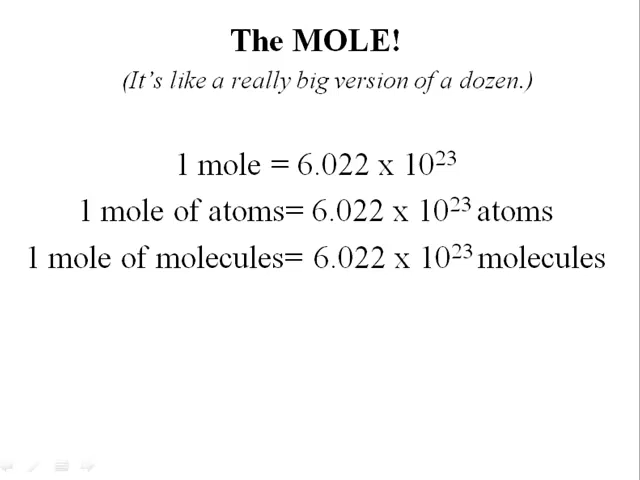 The MOLE!
(It's like a really big version of a dozen.)
1 mole = 6.022 x 10²³
1 mole of atoms= 6.022 x 10²³ atoms
1 mole of molecules= 6.022 x 10²³ molecules